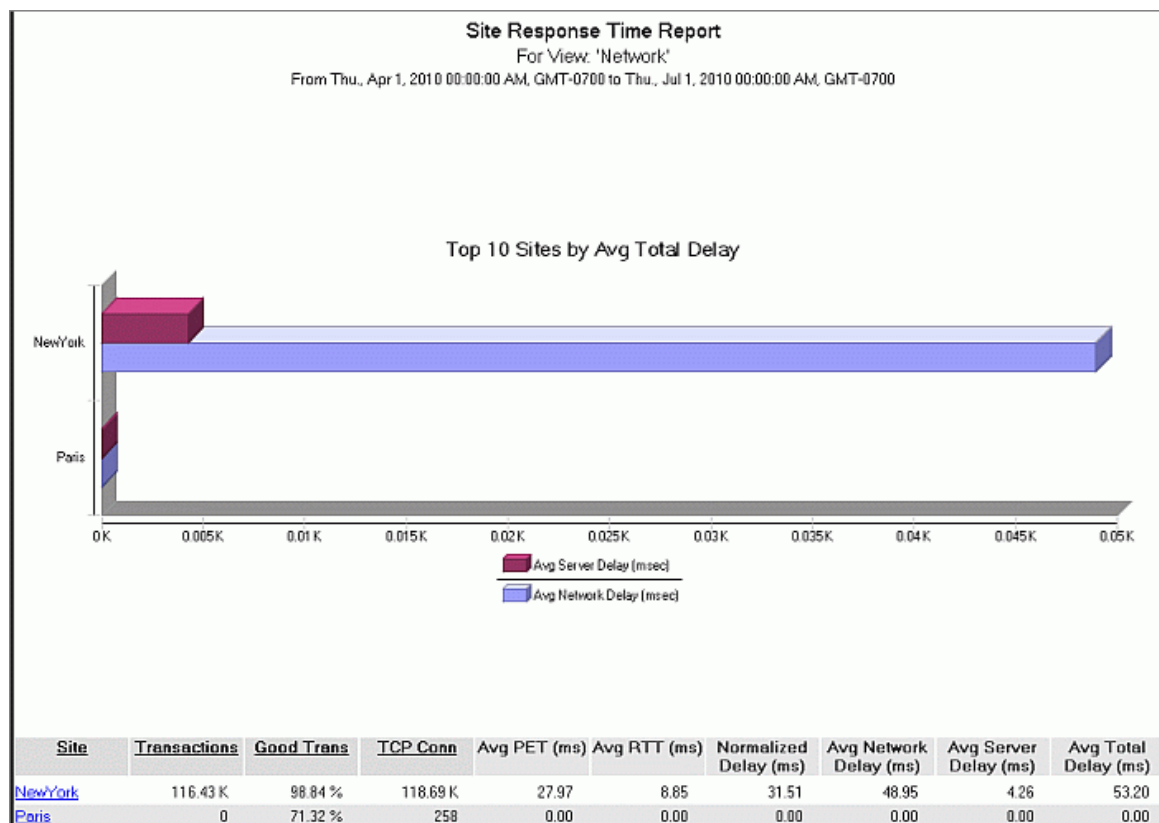 Site Response Time Report
For View: 'Network'
From Thu., Apr 1, 2010 00:00:00 AM, GMT-0700 to Thu., Jul 1, 2010 00:00:00 AM, GMT-0700
Top 10 Sites by Avg Total Delay
NewYork
Paris
0K 0.005K 0.01K 0.015K 0.02K 0.025K 0.03K 0.035K 0.04K 0.045K 0.05K
Avg Server Delay (msec)
Avg Network Delay (msec)
Site Transactions Good Trans TCP Conn Avg PET (ms) Avg RTT (ms) Normalized Delay (ms) Avg Network Delay (ms) Avg Server Delay (ms) Avg Total Delay (ms)
NewYork 116.43 K 98.84 % 118.69 K 27.97 8.85 31.51 48.95 4.26 53.20
Paris 0 71.32 % 258 0.00 0.00 0.00 0.00 0.00 0.00